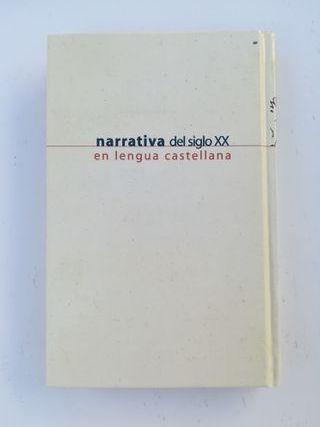 narrativa del siglo XX
en lengua castellana